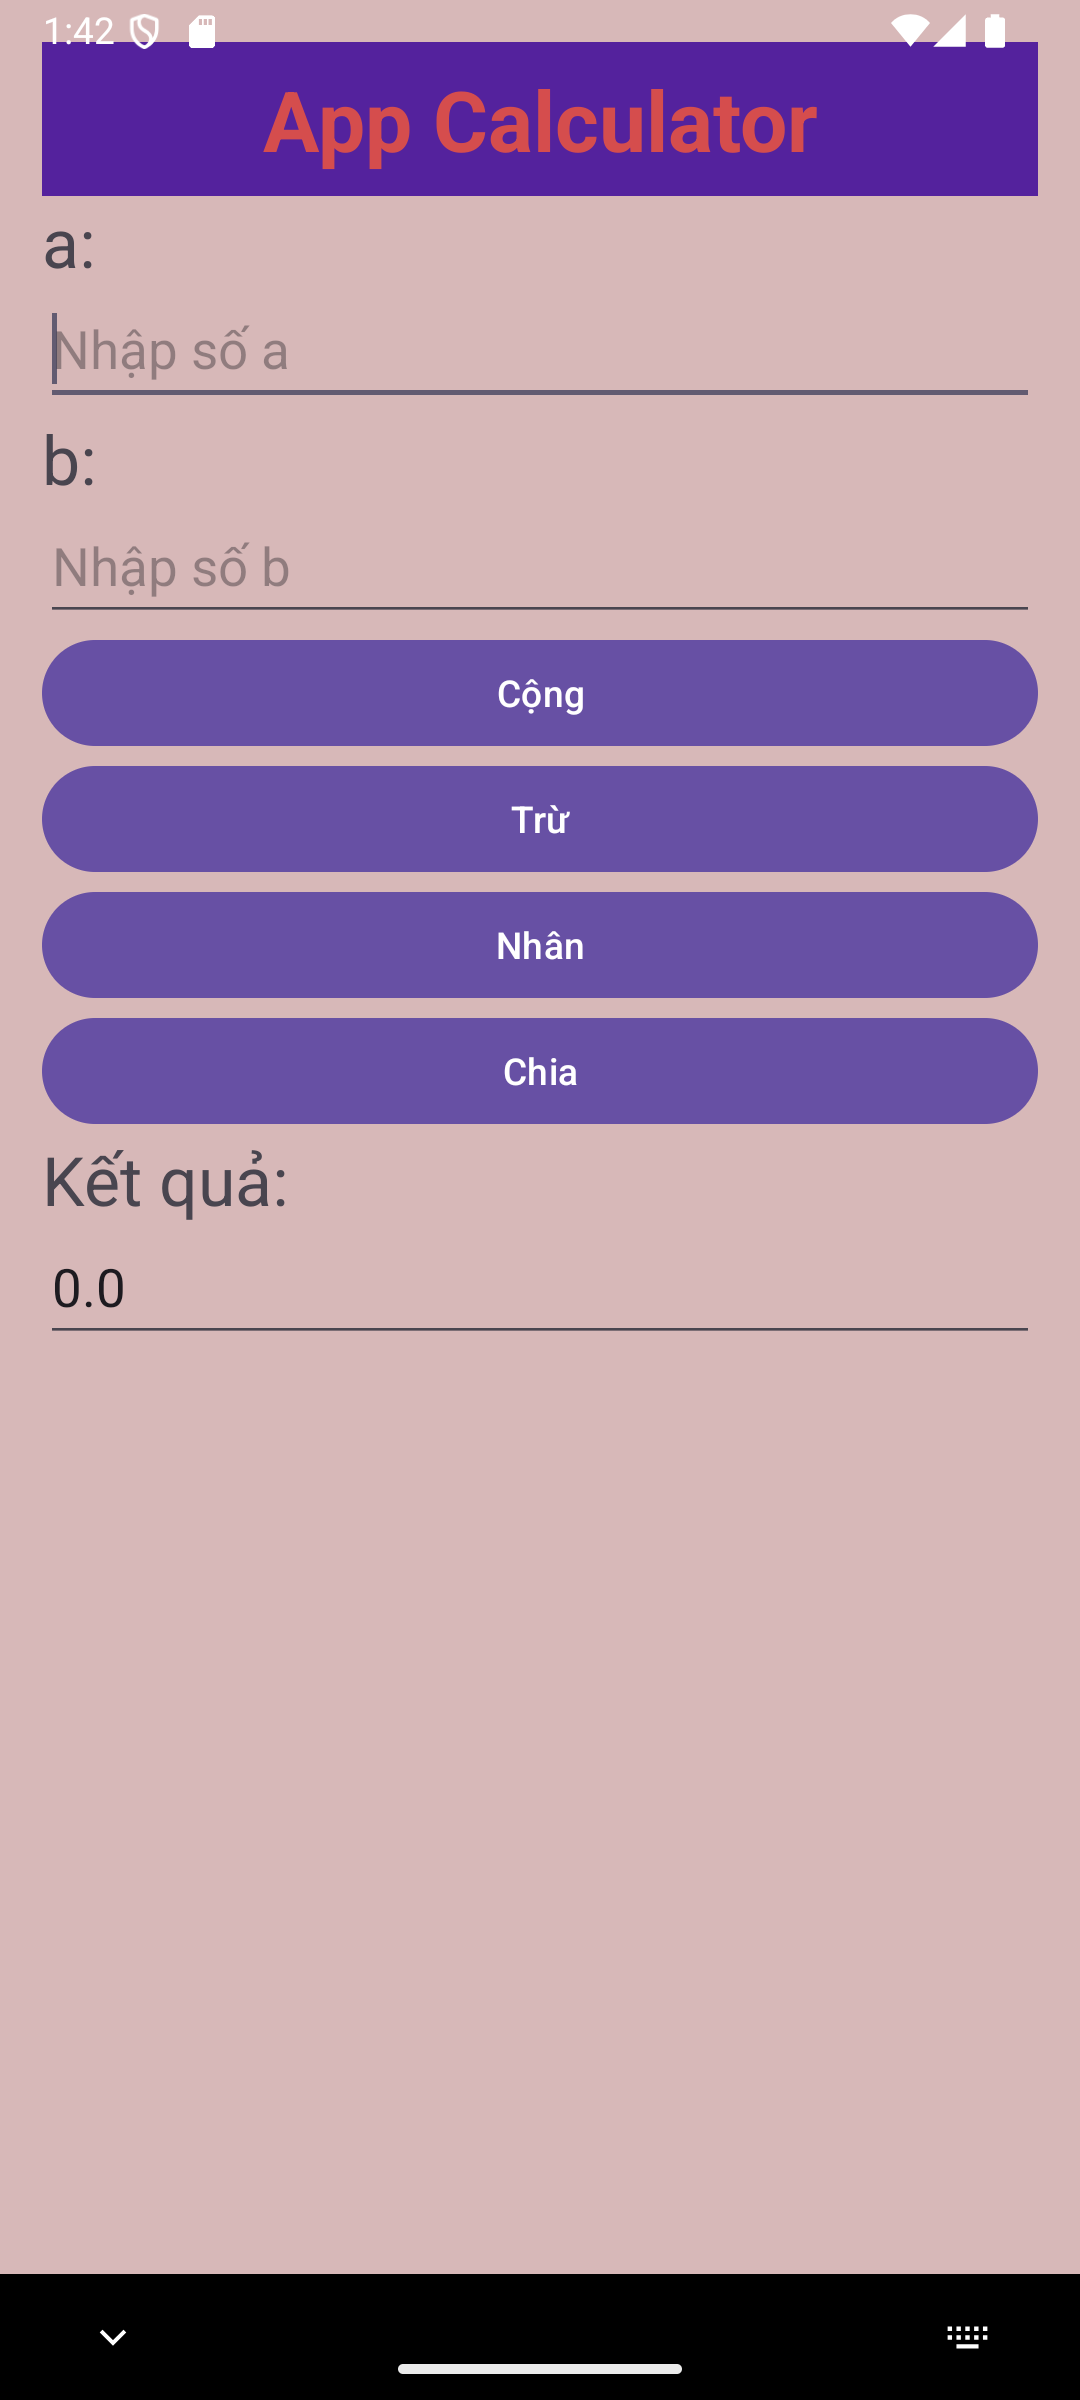 1:42
App Calculator
a:
Nhập số a
b:
Nhập số b
Cộng
Trừ
Nhân
Chia
Kết quả:
0.0